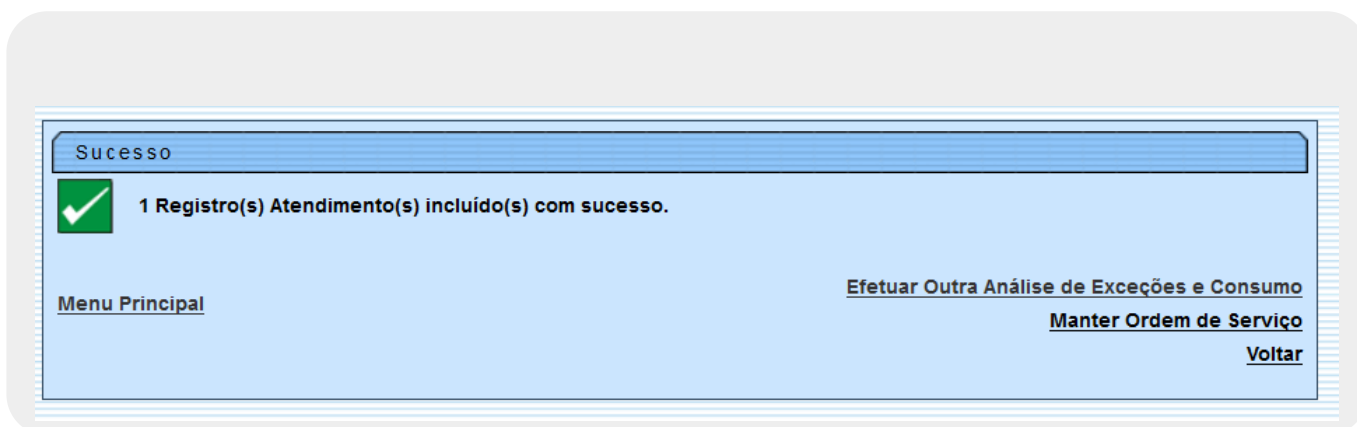 Sucesso
1 Registro(s) Atendimento(s) incluído(s) com sucesso.
Efetuar Outra Análise de Exceções e Consumo
Menu Principal
Manter Ordem de Serviço
Voltar